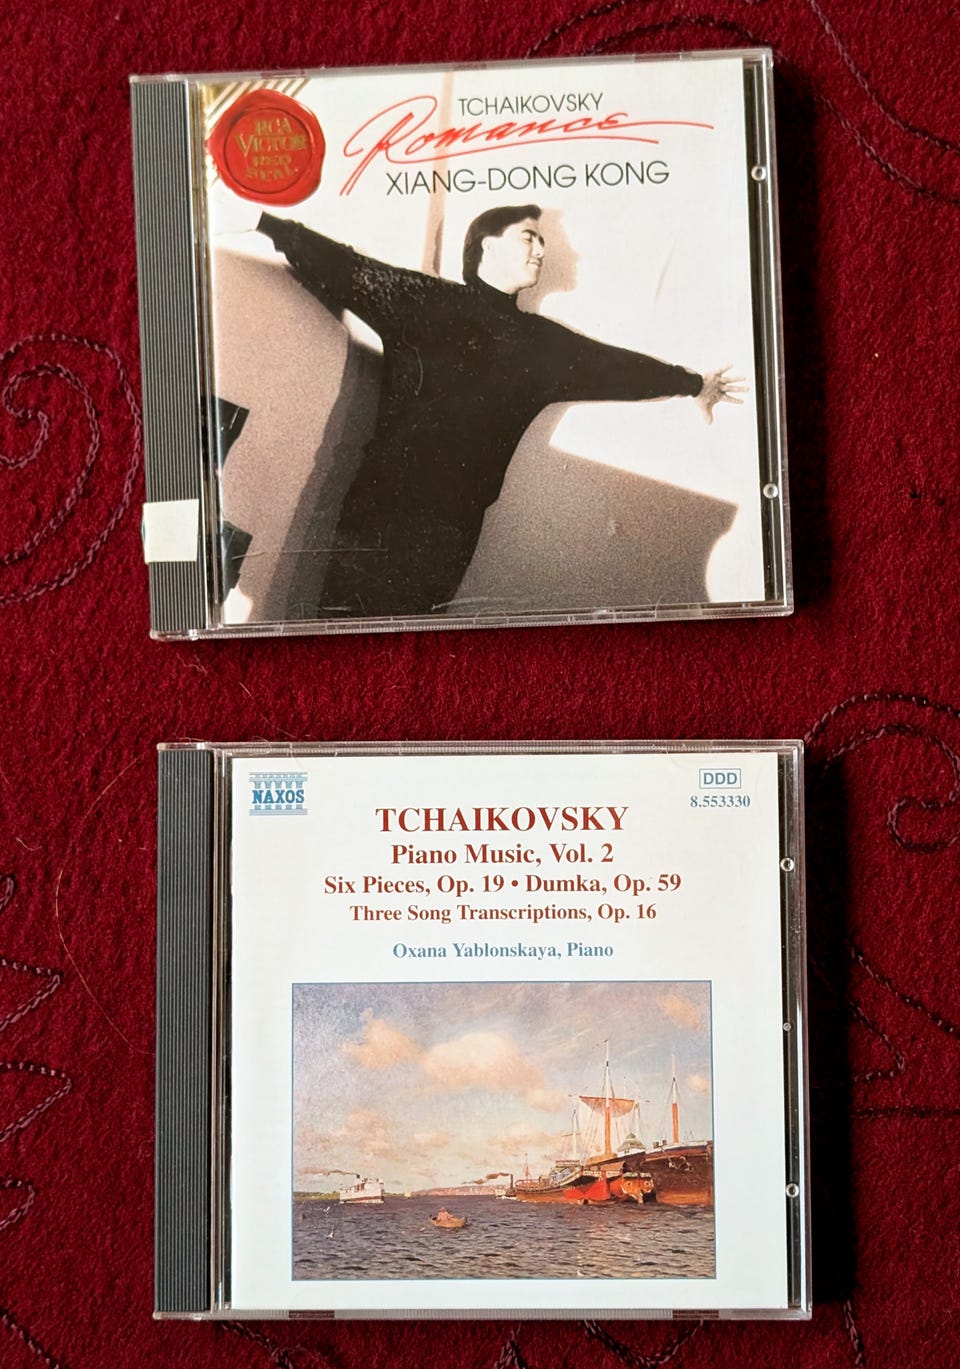 RCA
VICTOR
RED
SEAL
TCHAIKOVSKY
Romance
XIANG-DONG KONG
NAXOS
DDD
8.553330
TCHAIKOVSKY
Piano Music, Vol. 2
Six Pieces, Op. 19 • Dumka, Op. 59
Three Song Transcriptions, Op. 16
Oxana Yablonskaya, Piano